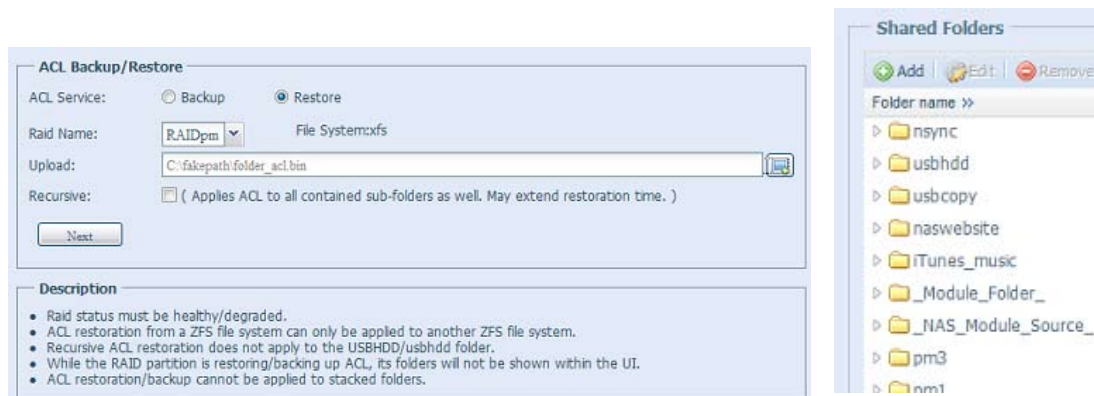 ACL Backup/Restore
ACL Service: Backup Restore
Raid Name: RAIDpm File System:xfs
Upload: C:\fakepath\folder_acl.bin
Recursive: ( Applies ACL to all contained sub-folders as well. May extend restoration time. )
Next
Description
• Raid status must be healthy/degraded.
• ACL restoration from a ZFS file system can only be applied to another ZFS file system.
• Recursive ACL restoration does not apply to the USBHDD/usbhdd folder.
• While the RAID partition is restoring/backing up ACL, its folders will not be shown within the UI.
• ACL restoration/backup cannot be applied to stacked folders.
Shared Folders
Add Edit Remove
Folder name »
nsync
usbhdd
usbcopy
naswebsite
iTunes_music
_Module_Folder_
_NAS_Module_Source_
pm3
pm1